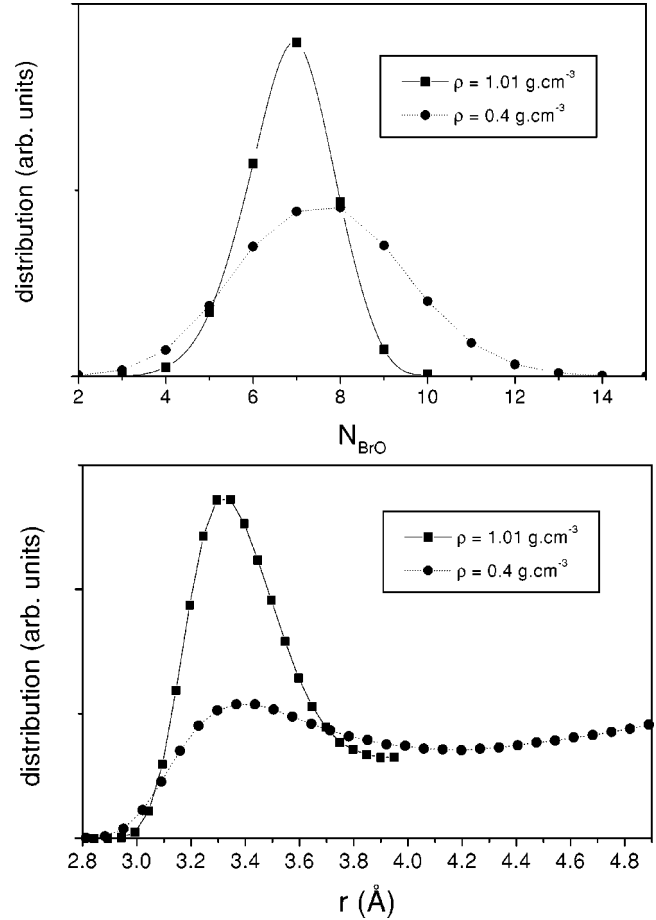 distribution (arb. units)
ρ = 1.01 g.cm⁻³
ρ = 0.4 g.cm⁻³
2 4 6 8 10 12 14
N_BrO
distribution (arb. units)
ρ = 1.01 g.cm⁻³
ρ = 0.4 g.cm⁻³
2.8 3.0 3.2 3.4 3.6 3.8 4.0 4.2 4.4 4.6 4.8
r (Å)